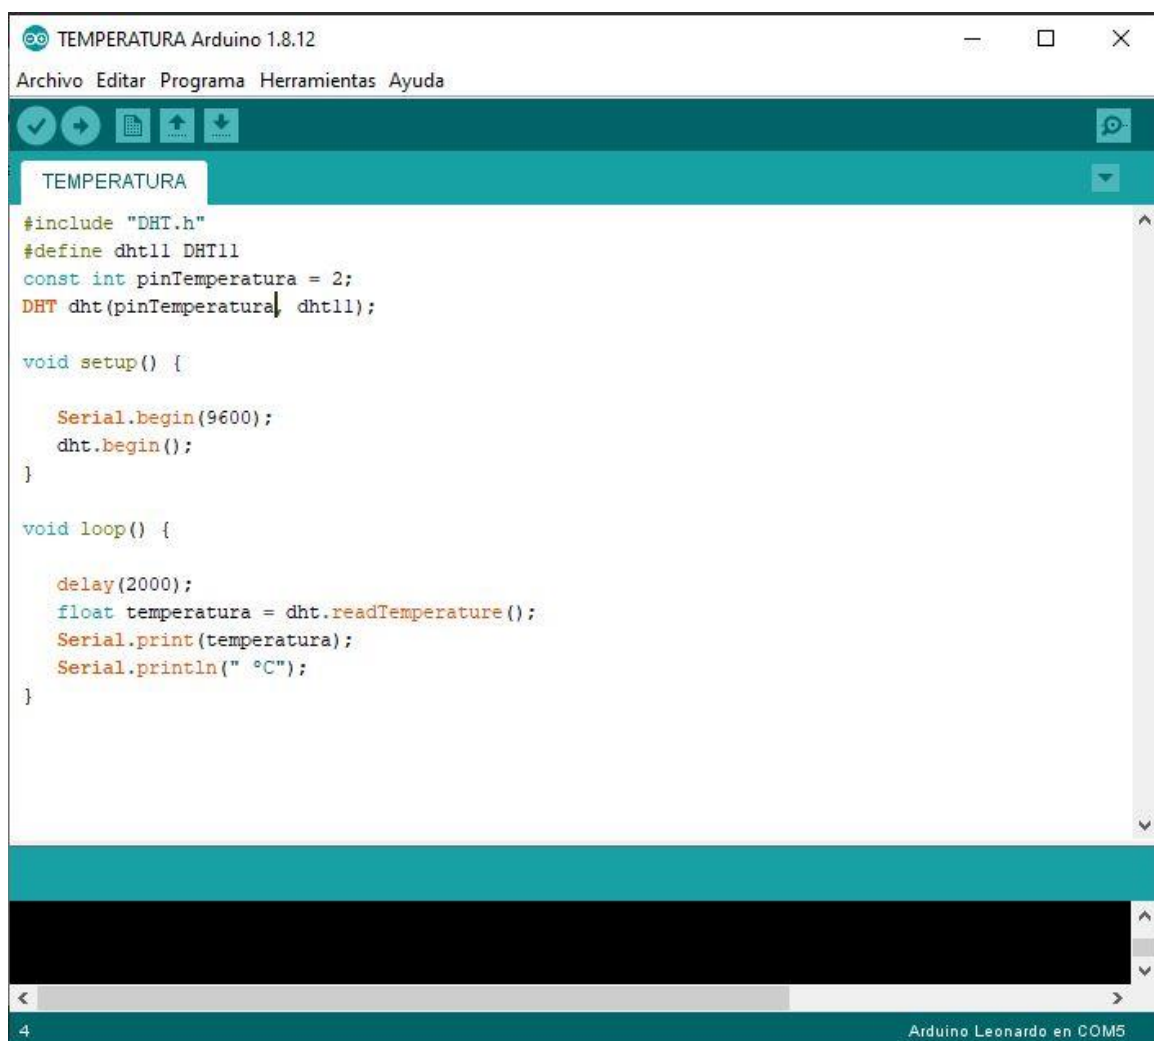 TEMPERATURA Arduino 1.8.12
Archivo Editar Programa Herramientas Ayuda
TEMPERATURA
#include "DHT.h"
#define dht11 DHT11
const int pinTemperatura = 2;
DHT dht(pinTemperatura, dht11);
void setup() {
Serial.begin(9600);
dht.begin();
}
void loop() {
delay(2000);
float temperatura = dht.readTemperature();
Serial.print(temperatura);
Serial.println(" ºC");
}
4
Arduino Leonardo en COM5